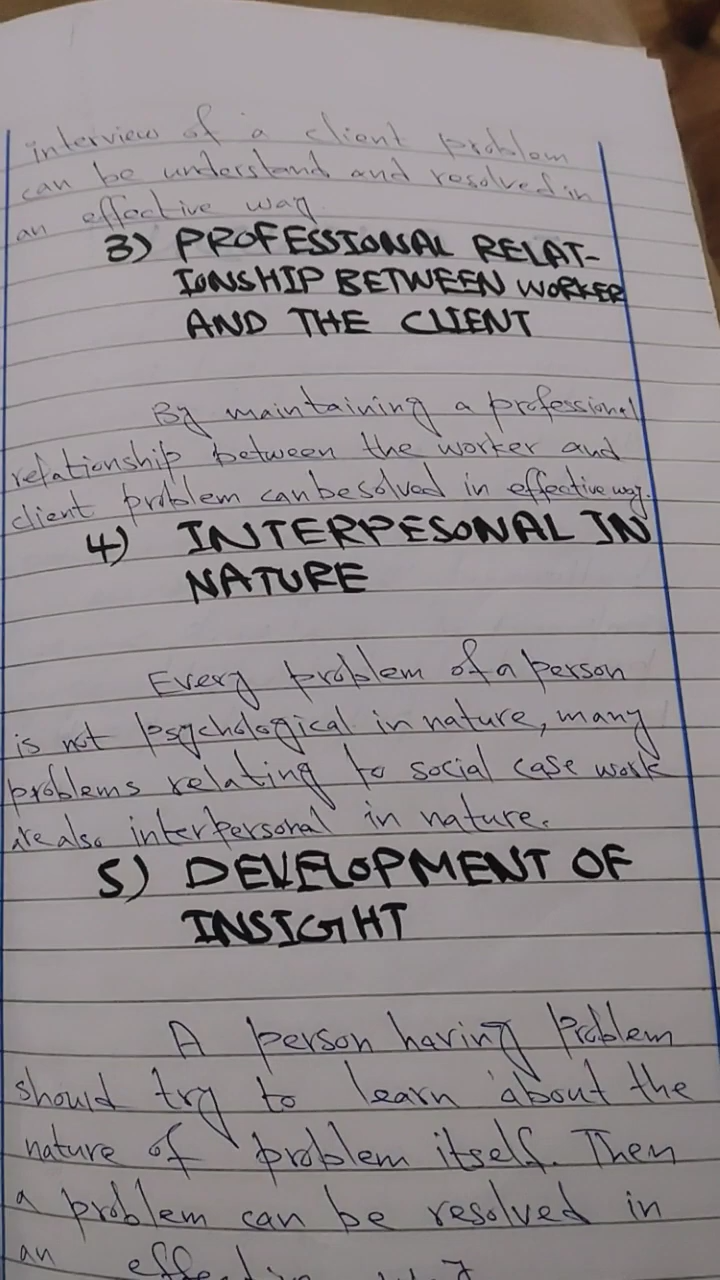 interview of a client problem
can be understand and resolved in
an effective way
3) PROFESSIONAL RELAT-
IONSHIP BETWEEN WORKER
AND THE CLIENT
By maintaining a professional
relationship between the worker and
client problem can be solved in effective way.
4) INTERPESONAL IN
NATURE
Every problem of a person
is not psychological in nature, many
problems relating to social case work
are also interpersonal in nature.
5) DEVELOPMENT OF
INSIGHT
A person having Problem
should try to learn about the
nature of problem itself. Then
a problem can be resolved in
an